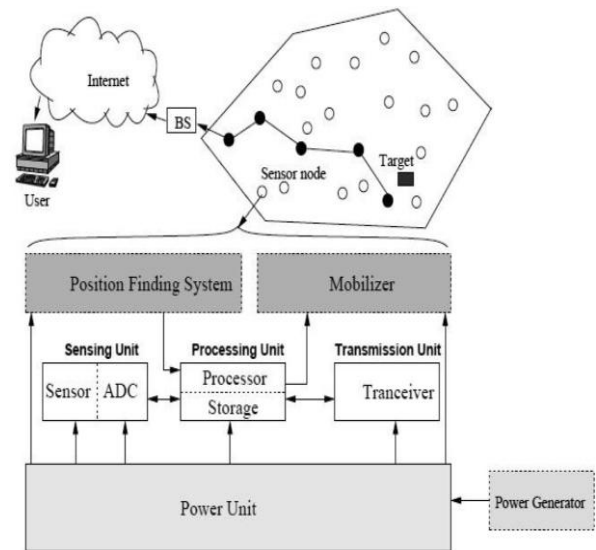 Internet
BS
Sensor node
Target
User
Position Finding System
Mobilizer
Sensing Unit
Processing Unit
Transmission Unit
Sensor
ADC
Processor
Storage
Tranceiver
Power Unit
Power Generator